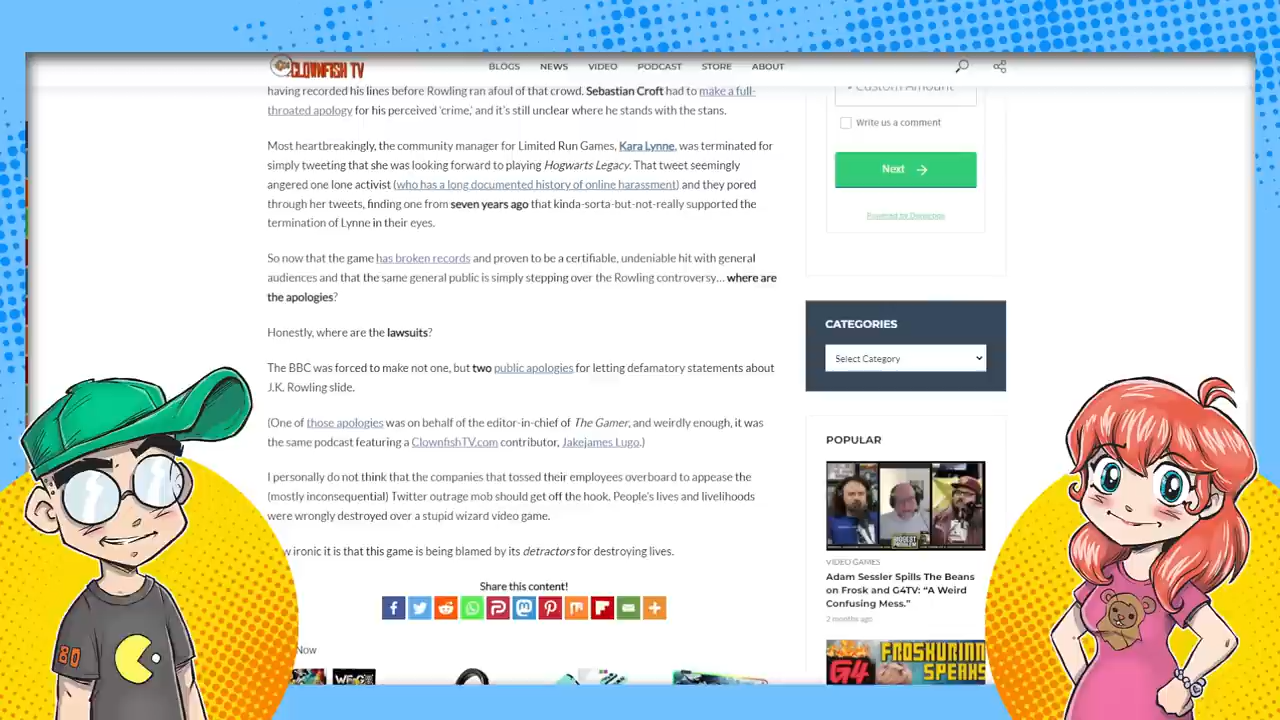 CLOWNFISH TV
BLOGS NEWS VIDEO PODCAST STORE ABOUT
having recorded his lines before Rowling ran afoul of that crowd. Sebastian Croft had to make a full-
throated apology for his perceived 'crime,' and it's still unclear where he stands with the stans.
Most heartbreakingly, the community manager for Limited Run Games, Kara Lynne, was terminated for
simply tweeting that she was looking forward to playing Hogwarts Legacy. That tweet seemingly
angered one lone activist (who has a long documented history of online harassment) and they pored
through her tweets, finding one from seven years ago that kinda-sorta-but-not-really supported the
termination of Lynne in their eyes.
So now that the game has broken records and proven to be a certifiable, undeniable hit with general
audiences and that the same general public is simply stepping over the Rowling controversy… where are
the apologies?
Honestly, where are the lawsuits?
The BBC was forced to make not one, but two public apologies for letting defamatory statements about
J.K. Rowling slide.
(One of those apologies was on behalf of the editor-in-chief of The Gamer, and weirdly enough, it was
the same podcast featuring a ClownfishTV.com contributor, Jakejames Lugo.)
I personally do not think that the companies that tossed their employees overboard to appease the
(mostly inconsequential) Twitter outrage mob should get off the hook. People's lives and livelihoods
were wrongly destroyed over a stupid wizard video game.
ironic it is that this game is being blamed by its detractors for destroying lives.
Share this content!
Now
Custom Amount
Write us a comment
Next
Powered by Donorbox
CATEGORIES
Select Category
POPULAR
BIGGEST
PROBLEM
VIDEO GAMES
Adam Sessler Spills The Beans
on Frosk and G4TV: "A Weird
Confusing Mess."
2 months ago
G4
FROSHURINN
SPEAKS
80